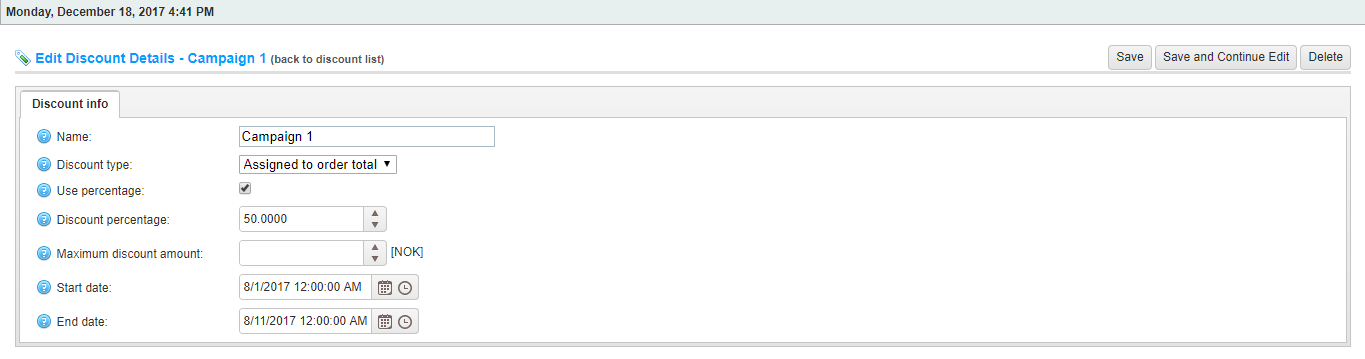 Monday, December 18, 2017 4:41 PM
Edit Discount Details - Campaign 1 (back to discount list) Save Save and Continue Edit Delete
Discount info
? Name: Campaign 1
? Discount type: Assigned to order total
? Use percentage:
? Discount percentage: 50.0000
? Maximum discount amount: [NOK]
? Start date: 8/1/2017 12:00:00 AM
? End date: 8/11/2017 12:00:00 AM